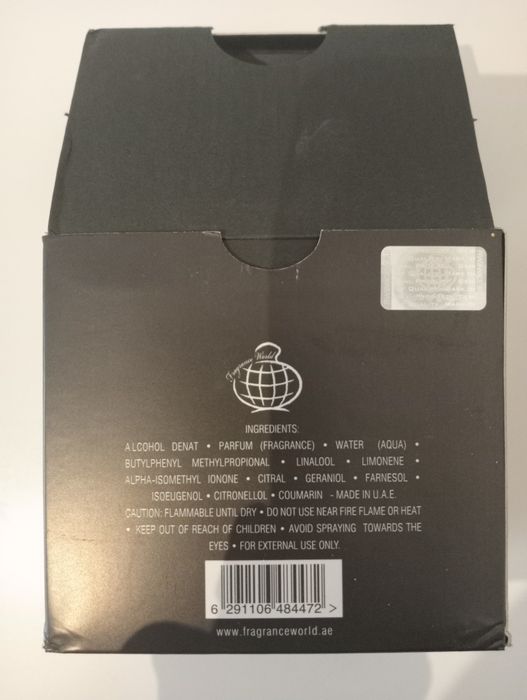 QUALITY MARK
Fragrance World
INGREDIENTS:
ALCOHOL DENAT • PARFUM (FRAGRANCE) • WATER (AQUA) •
BUTYLPHENYL METHYLPROPIONAL • LINALOOL • LIMONENE •
ALPHA-ISOMETHYL IONONE • CITRAL • GERANIOL • FARNESOL •
ISOEUGENOL • CITRONELLOL • COUMARIN - MADE IN U.A.E.
CAUTION: FLAMMABLE UNTIL DRY • DO NOT USE NEAR FIRE FLAME OR HEAT
• KEEP OUT OF REACH OF CHILDREN • AVOID SPRAYING TOWARDS THE
EYES • FOR EXTERNAL USE ONLY.
6 291106 484472 >
www.fragranceworld.ae